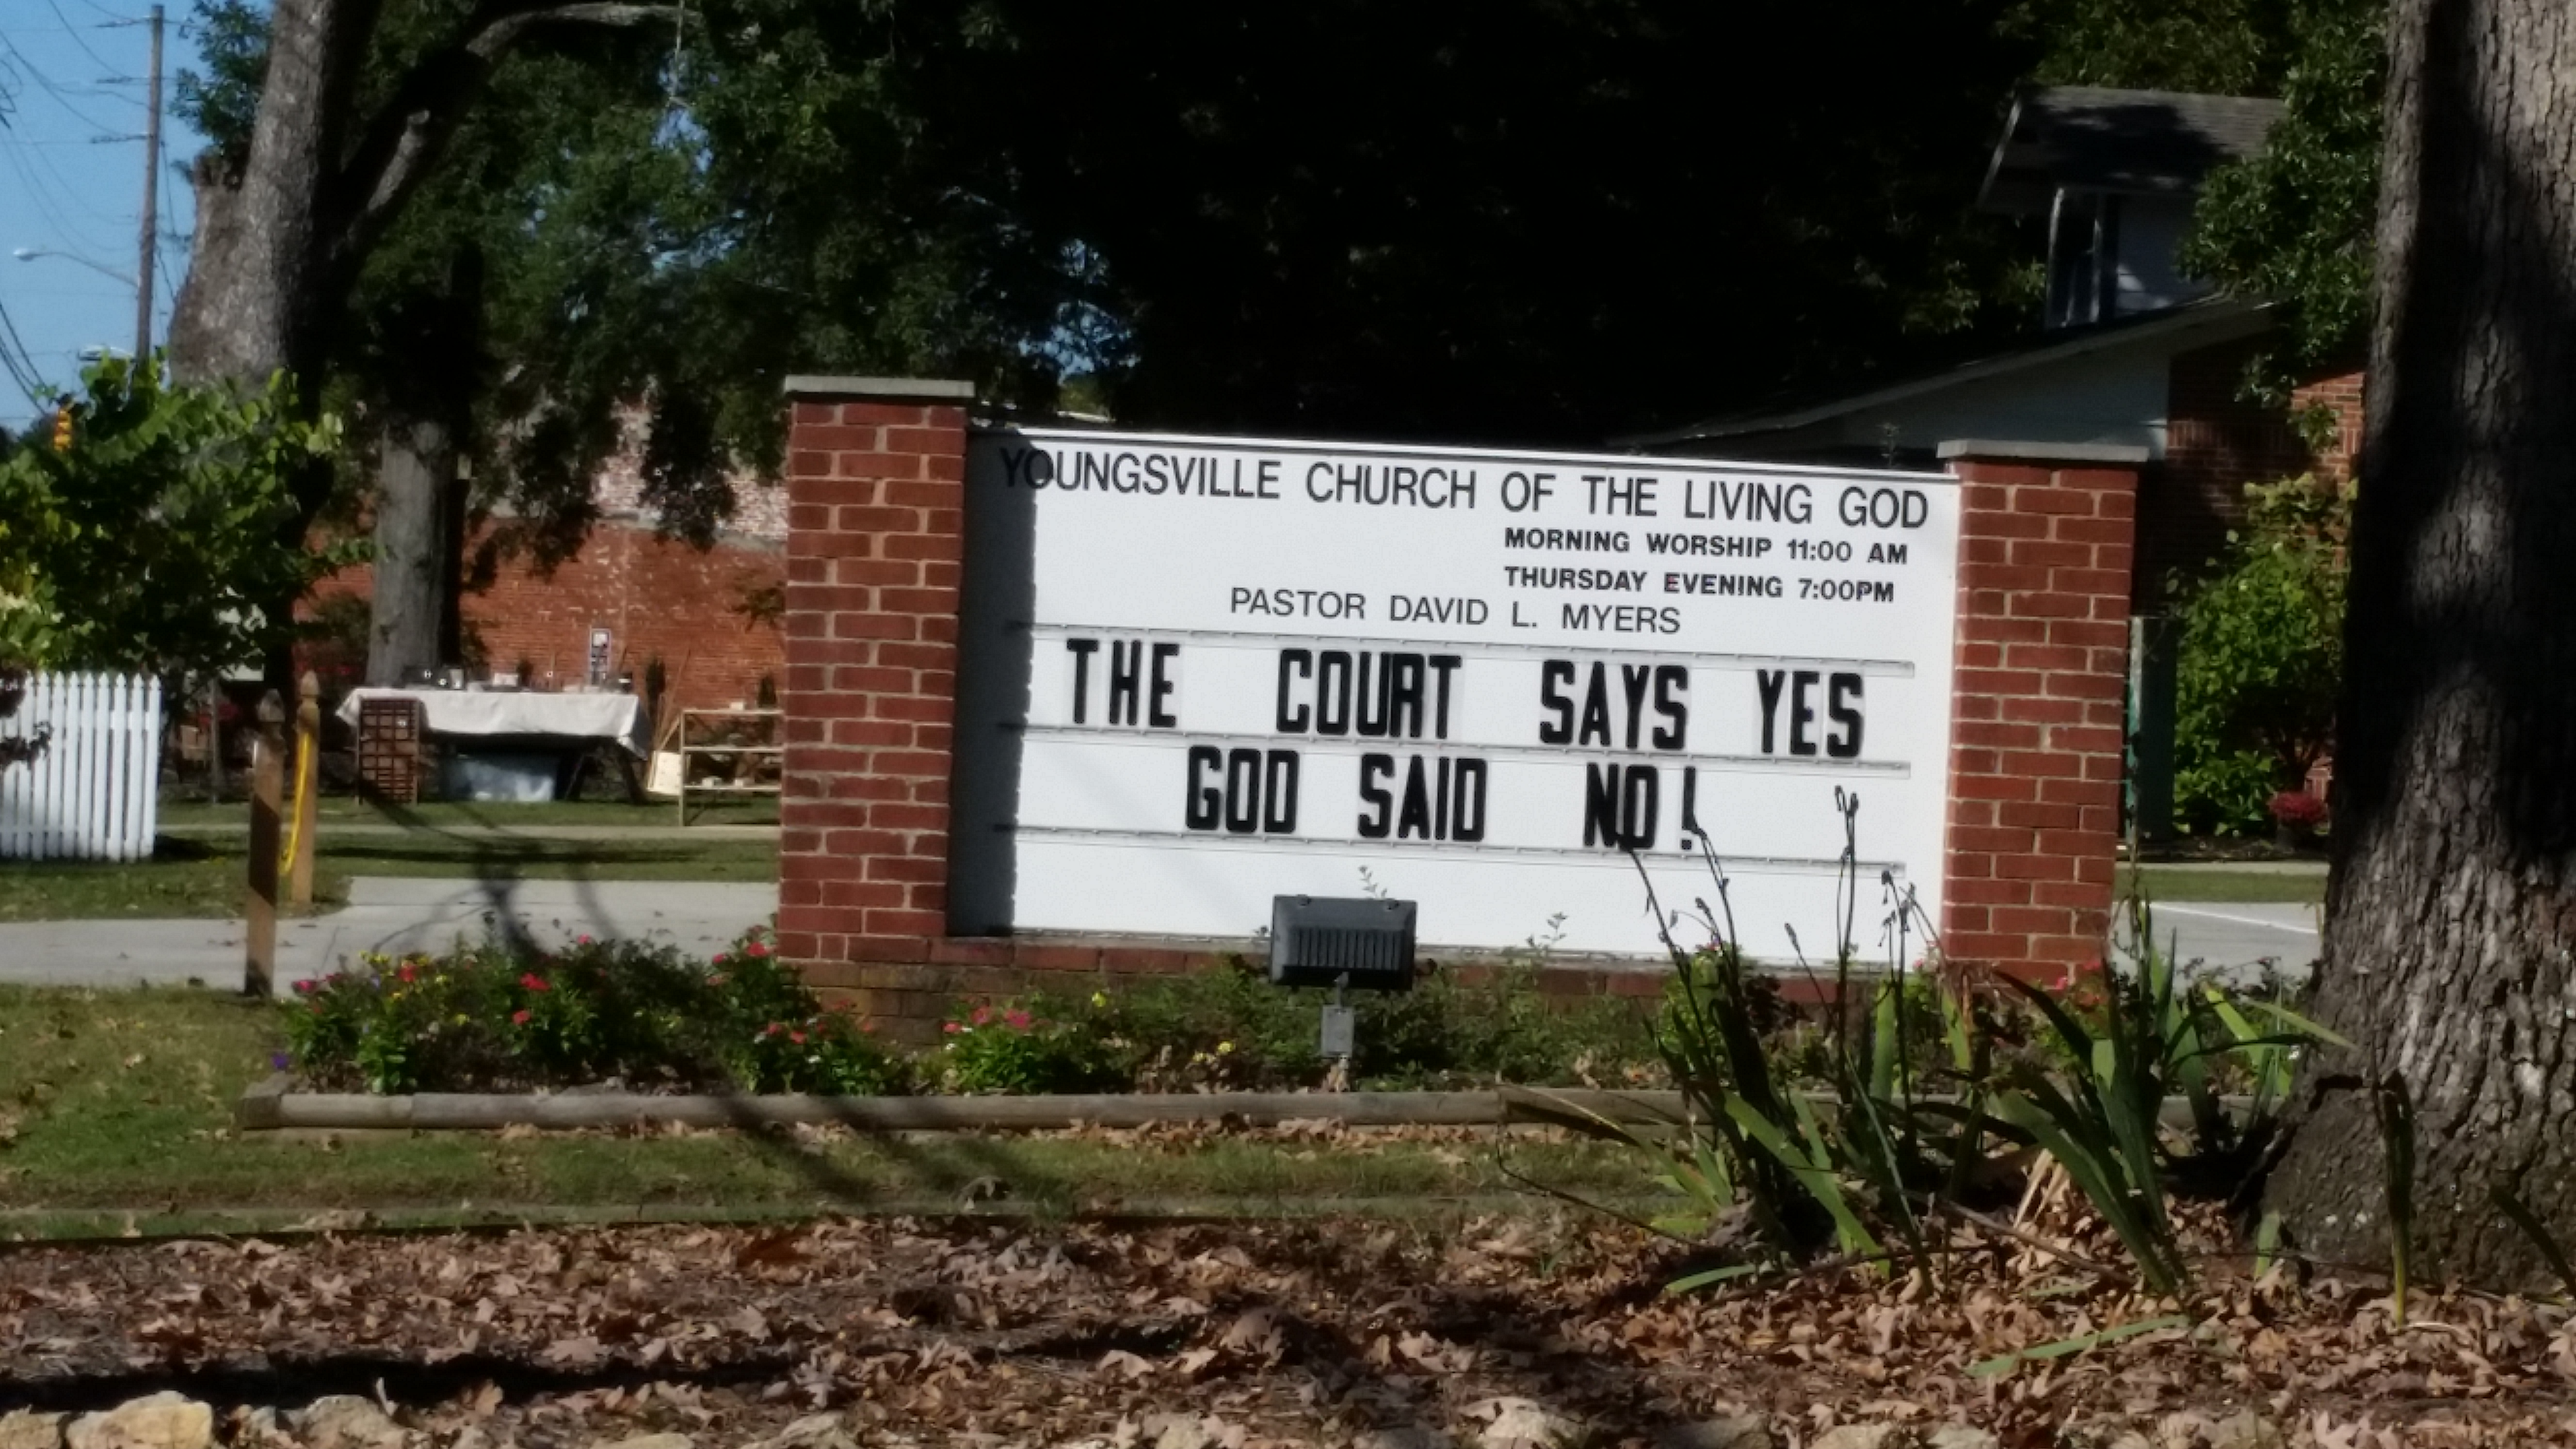 YOUNGSVILLE CHURCH OF THE LIVING GOD
MORNING WORSHIP 11:00 AM
THURSDAY EVENING 7:00PM
PASTOR DAVID L. MYERS
THE COURT SAYS YES
GOD SAID NO!